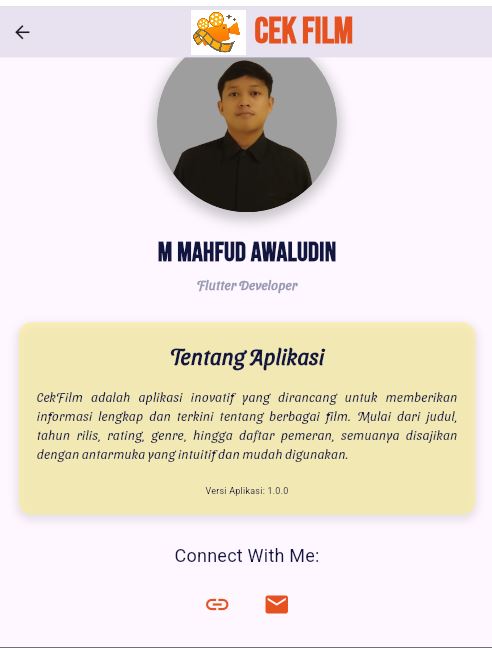 CEK FILM
M MAHFUD AWALUDIN
Flutter Developer
Tentang Aplikasi
CekFilm adalah aplikasi inovatif yang dirancang untuk memberikan
informasi lengkap dan terkini tentang berbagai film. Mulai dari judul,
tahun rilis, rating, genre, hingga daftar pemeran, semuanya disajikan
dengan antarmuka yang intuitif dan mudah digunakan.
Versi Aplikasi: 1.0.0
Connect With Me: